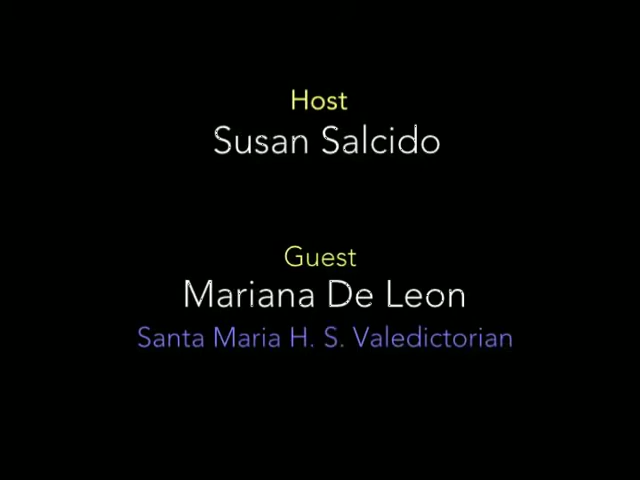 Host
Susan Salcido
Guest
Mariana De Leon
Santa Maria H. S. Valedictorian